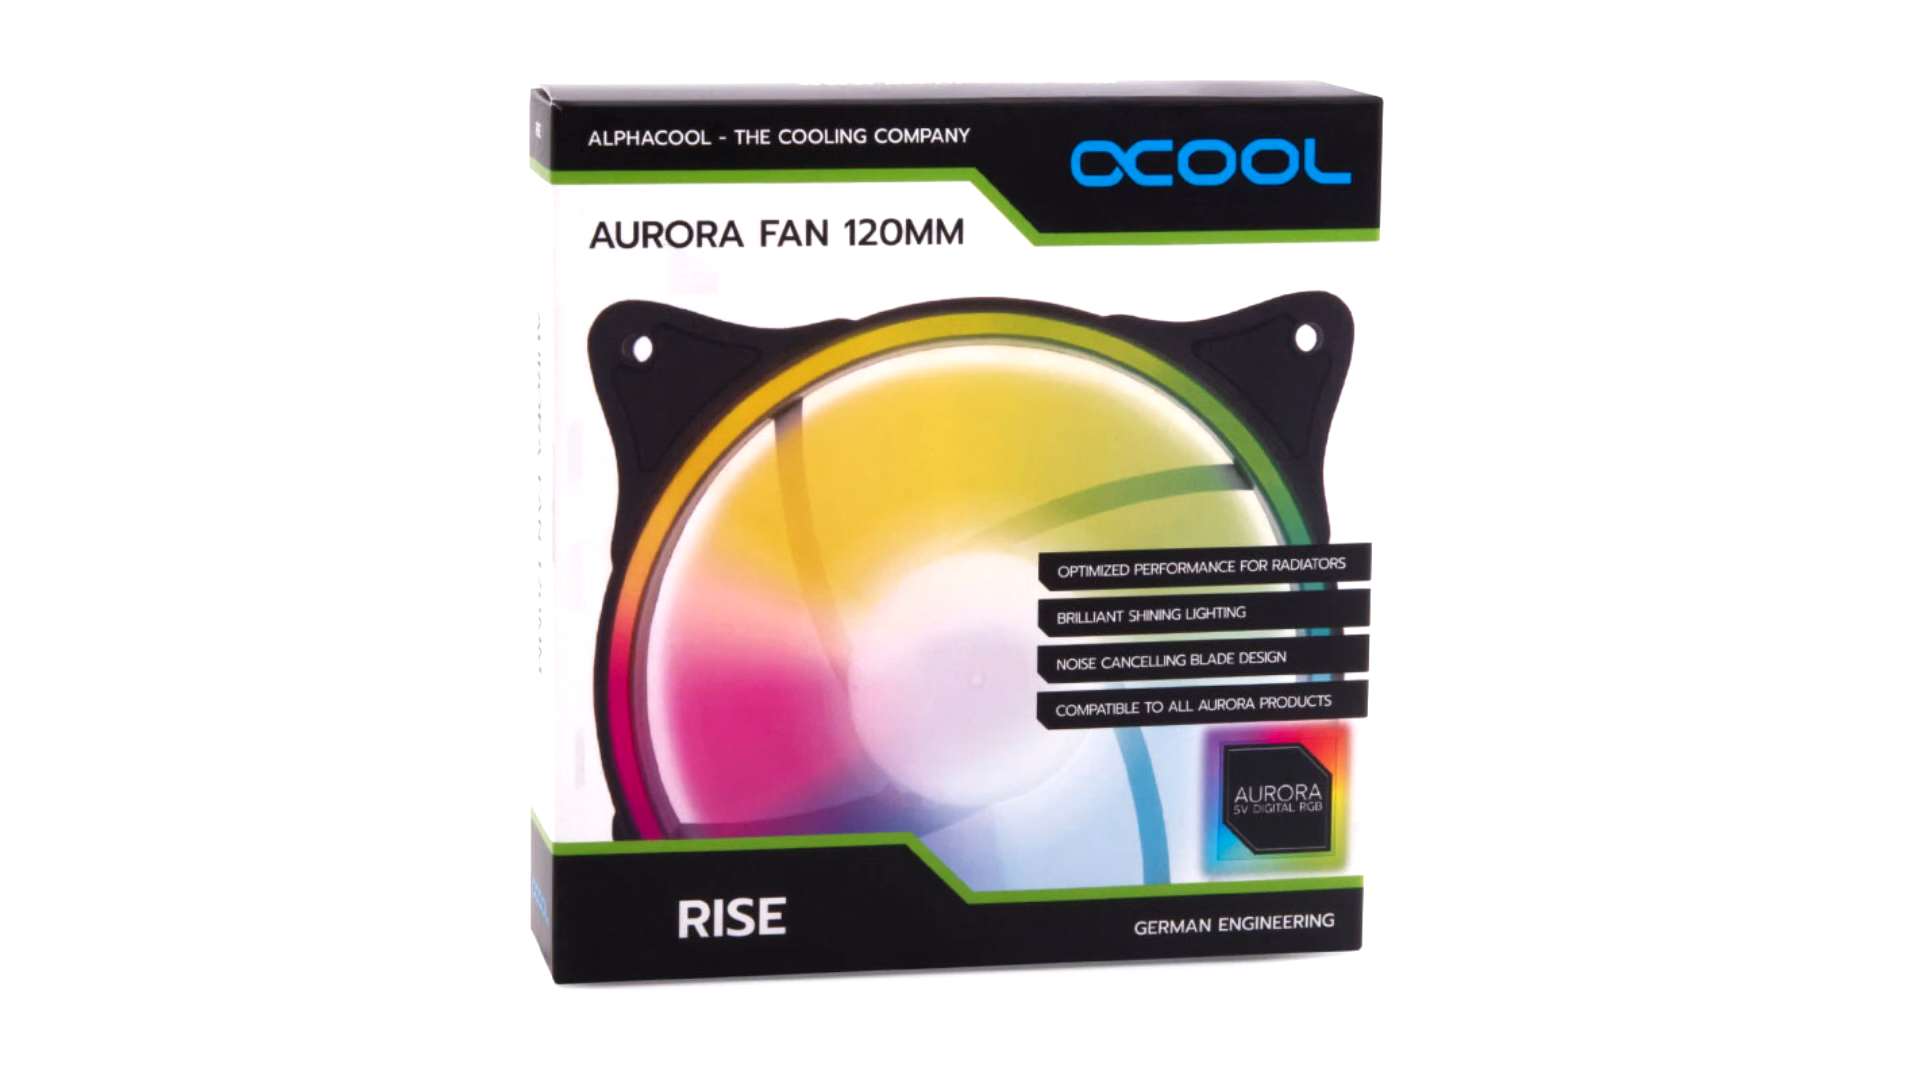 ALPHACOOL - THE COOLING COMPANY
AURORA FAN 120MM
OPTIMIZED PERFORMANCE FOR RADIATORS
BRILLIANT SHINING LIGHTING
NOISE CANCELLING BLADE DESIGN
COMPATIBLE TO ALL AURORA PRODUCTS
AURORA
5V DIGITAL RGB
RISE
GERMAN ENGINEERING